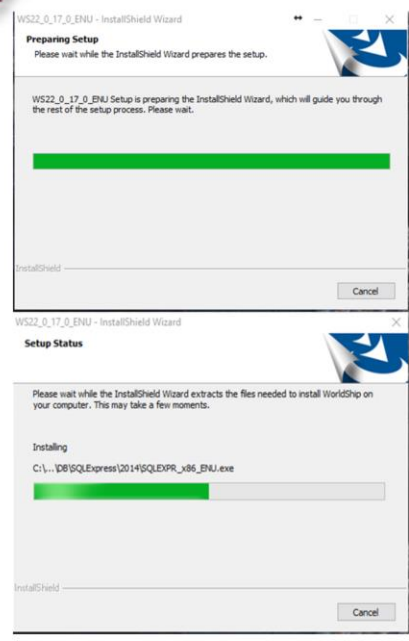 WS22_0_17_0_ENU - InstallShield Wizard
Preparing Setup
Please wait while the InstallShield Wizard prepares the setup.
WS22_0_17_0_ENU Setup is preparing the InstallShield Wizard, which will guide you through
the rest of the setup process. Please wait.
InstallShield
Cancel
WS22_0_17_0_ENU - InstallShield Wizard
Setup Status
Please wait while the InstallShield Wizard extracts the files needed to install WorldShip on
your computer. This may take a few moments.
Installing
C:\...\DB\SQLExpress\2014\SQLEXPR_x86_ENU.exe
InstallShield
Cancel